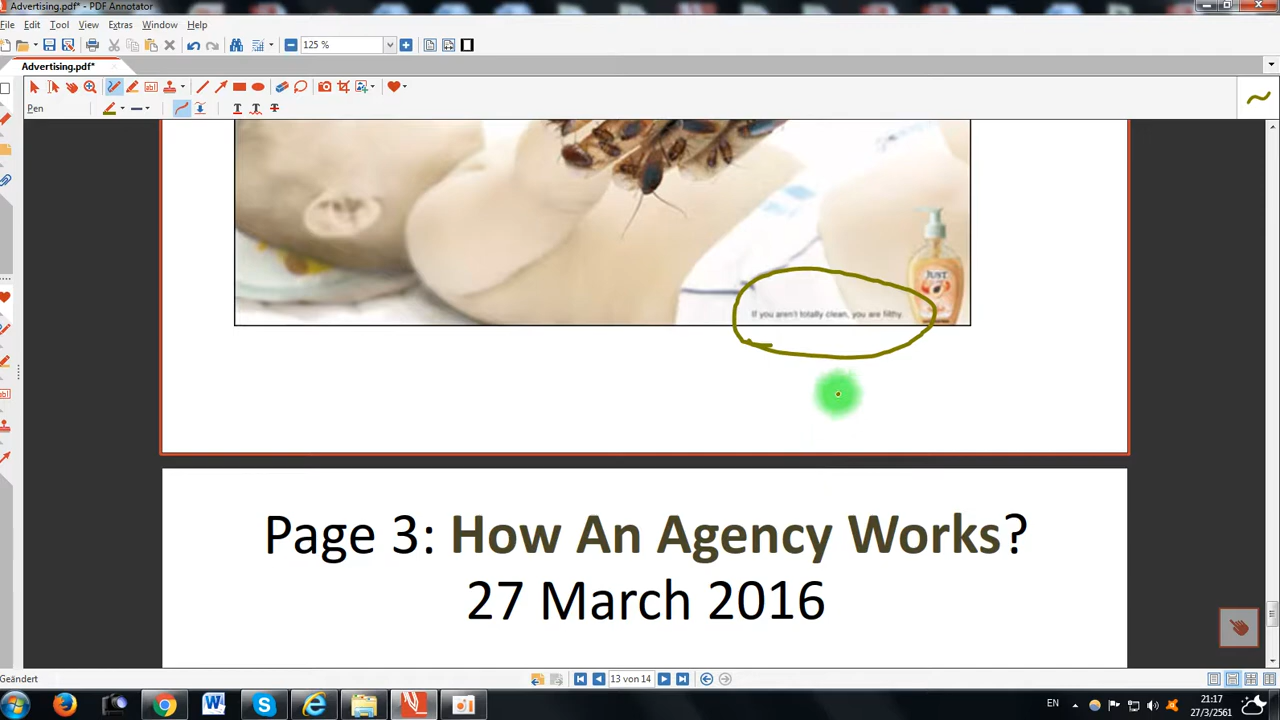 Advertising.pdf* - PDF Annotator
File Edit Tool View Extras Window Help
125 %
Advertising.pdf*
Pen
JUST
If you aren't totally clean, you are filthy.
Page 3: How An Agency Works?
27 March 2016
Geändert
13 von 14
EN
21:17
27/3/2561